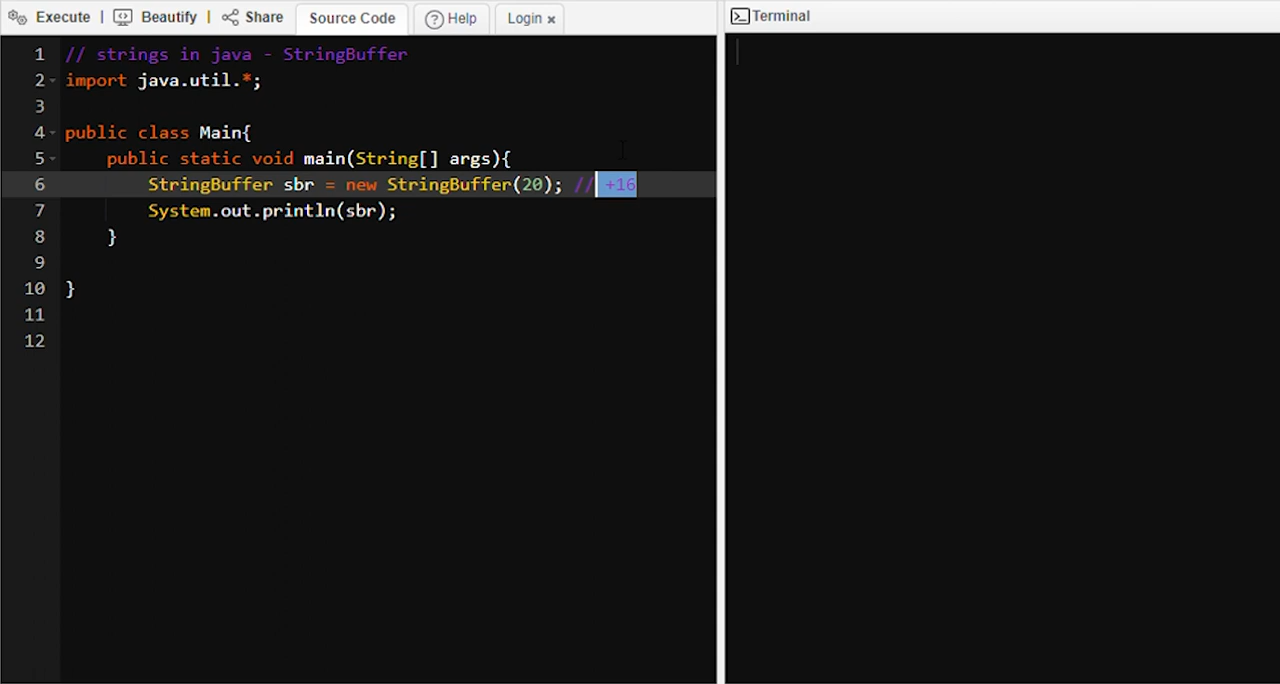 Execute | Beautify | Share Source Code Help Login × Terminal
1 // strings in java - StringBuffer
2 import java.util.*;
3
4 public class Main{
5 public static void main(String[] args){
6 StringBuffer sbr = new StringBuffer(20); // +16
7 System.out.println(sbr);
8 }
9
10 }
11
12